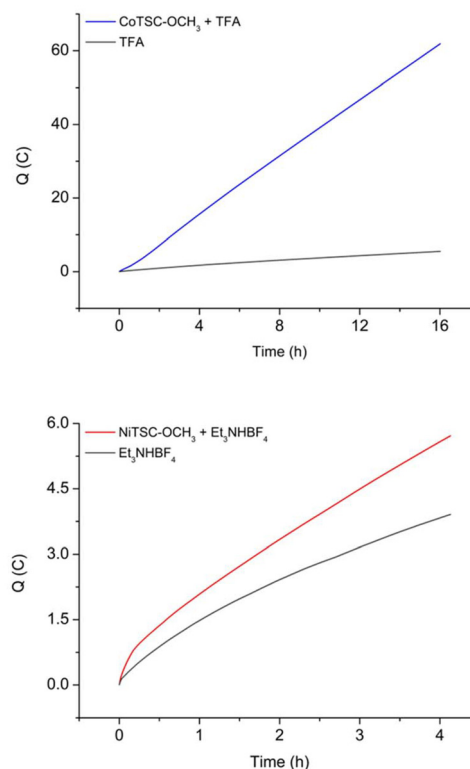 CoTSC-OCH₃ + TFA
TFA
60
40
20
0
Q (C)
0 4 8 12 16
Time (h)
NiTSC-OCH₃ + Et₃NHBF₄
Et₃NHBF₄
6.0
4.5
3.0
1.5
0.0
Q (C)
0 1 2 3 4
Time (h)